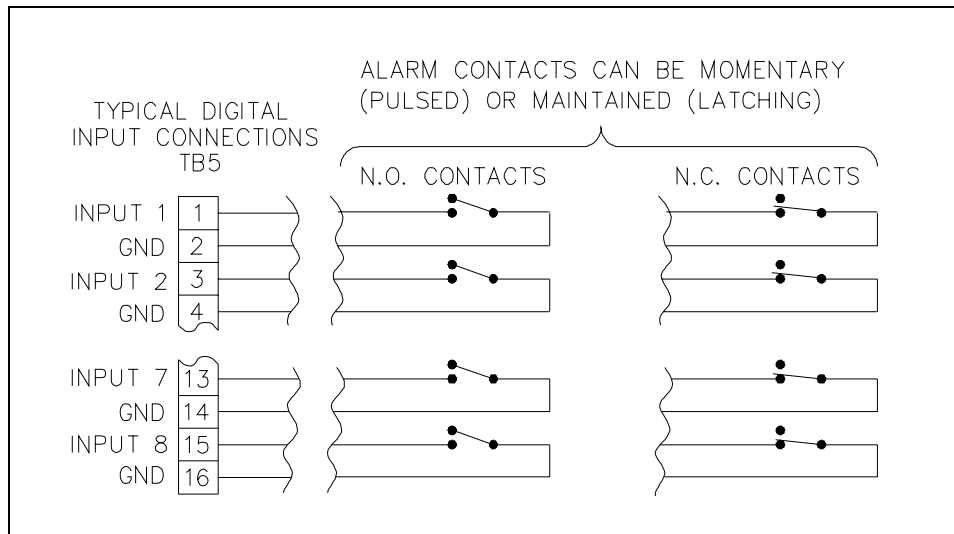 ALARM CONTACTS CAN BE MOMENTARY
(PULSED) OR MAINTAINED (LATCHING)
TYPICAL DIGITAL
INPUT CONNECTIONS
TB5
N.O. CONTACTS
N.C. CONTACTS
INPUT 1 1
GND 2
INPUT 2 3
GND 4
INPUT 7 13
GND 14
INPUT 8 15
GND 16